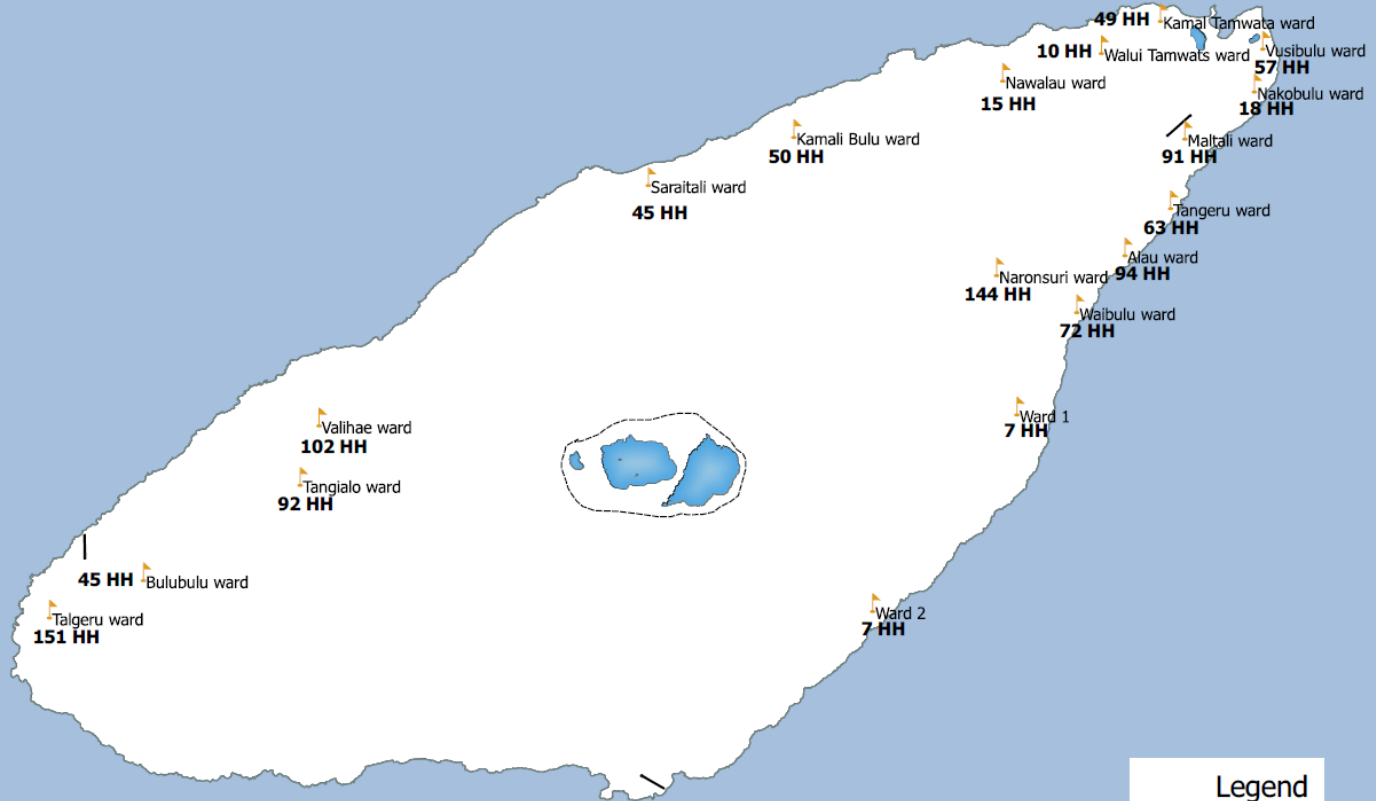 49 HH
Kamal Tamwata ward
10 HH
Walui Tamwats ward
Vusibulu ward
57 HH
Nawalau ward
15 HH
Nakobulu ward
18 HH
Kamali Bulu ward
50 HH
Maltali ward
91 HH
Saraitali ward
45 HH
Tangeru ward
63 HH
Alau ward
94 HH
Naronsuri ward
144 HH
Waibulu ward
72 HH
Ward 1
7 HH
Valihae ward
102 HH
Tangialo ward
92 HH
45 HH
Bulubulu ward
Talgeru ward
151 HH
Ward 2
7 HH
Legend